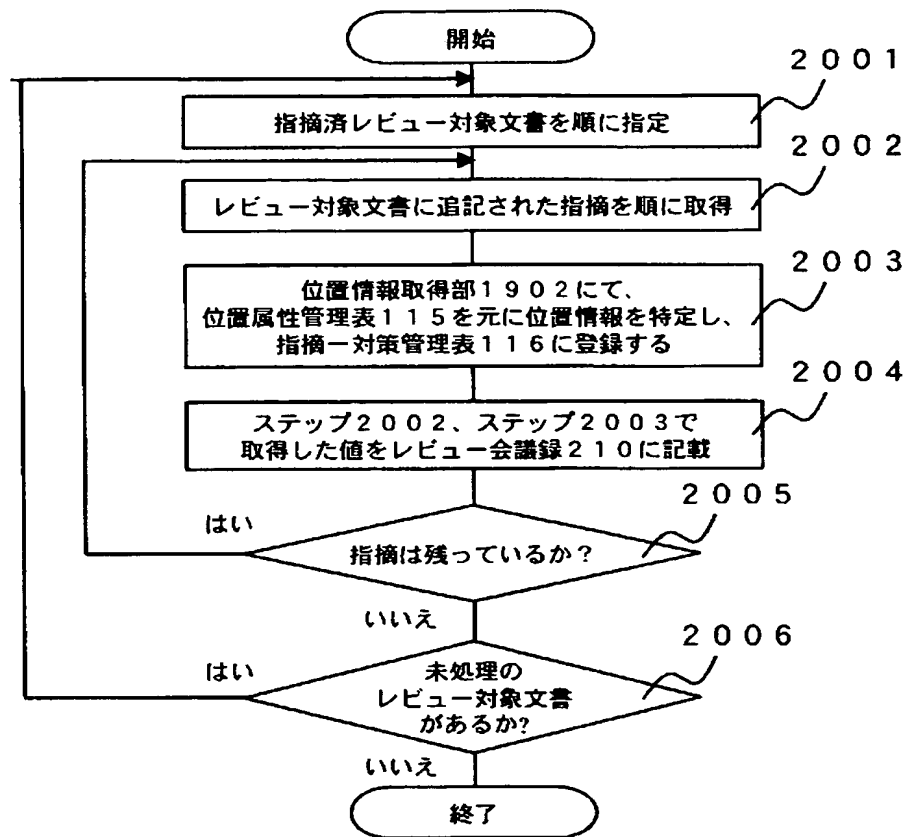 開始
2001
指摘済レビュー対象文書を順に指定
2002
レビュー対象文書に追記された指摘を順に取得
2003
位置情報取得部1902にて、
位置属性管理表115を元に位置情報を特定し、
指摘ー対策管理表116に登録する
2004
ステップ2002、ステップ2003で
取得した値をレビュー会議録210に記載
2005
はい
指摘は残っているか？
いいえ
2006
はい
未処理の
レビュー対象文書
があるか?
いいえ
終了